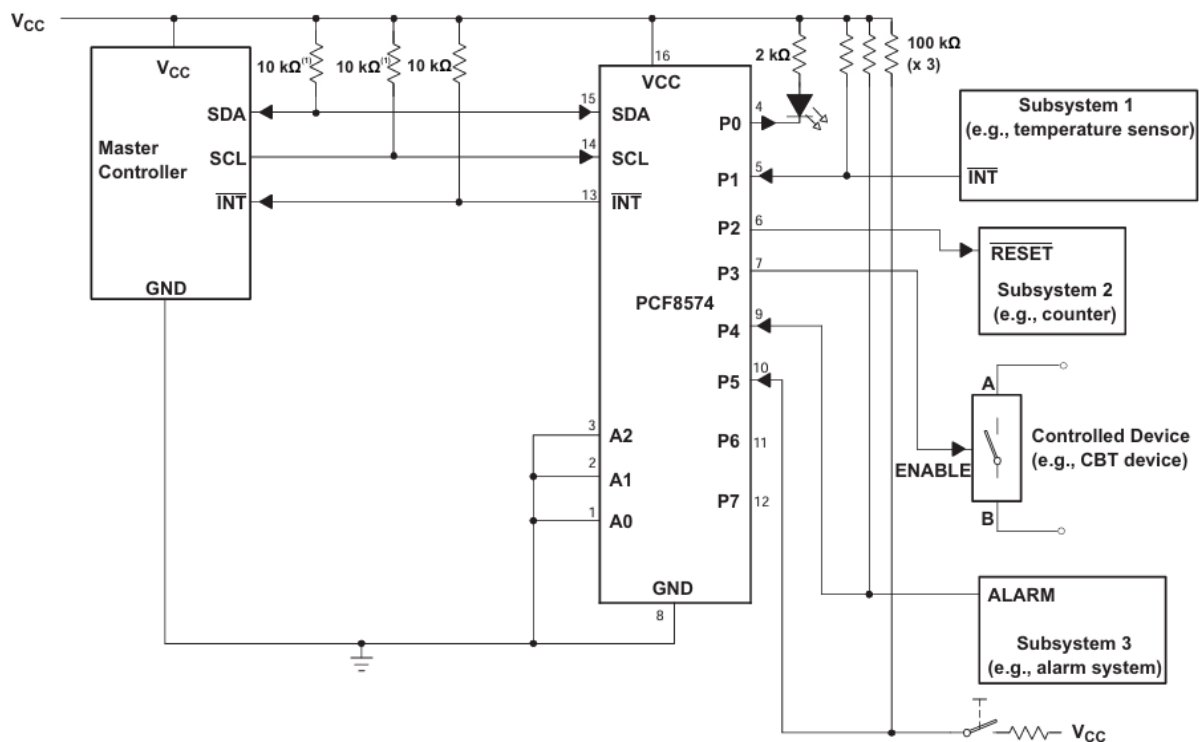 VCC
VCC
Master
Controller
SDA
SCL
INT
GND
10 kΩ(1)
10 kΩ(1)
10 kΩ
15
14
13
16
VCC
SDA
SCL
INT
PCF8574
A2
A1
A0
3
2
1
GND
8
P0
P1
P2
P3
P4
P5
P6
P7
4
5
6
7
9
10
11
12
2 kΩ
100 kΩ
(x 3)
Subsystem 1
(e.g., temperature sensor)
INT
RESET
Subsystem 2
(e.g., counter)
A
ENABLE
B
Controlled Device
(e.g., CBT device)
ALARM
Subsystem 3
(e.g., alarm system)
VCC